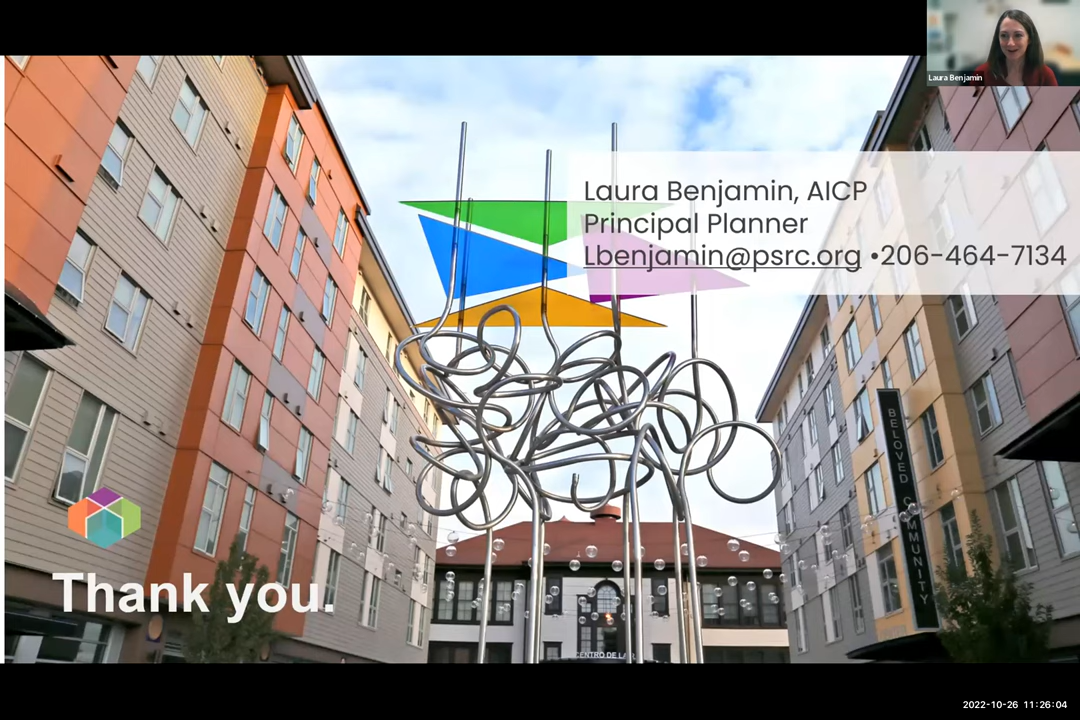 Laura Benjamin
Laura Benjamin, AICP
Principal Planner
Lbenjamin@psrc.org •206-464-7134
BELOVED COMMUNITY
Thank you.
CENTRO DE LA R
2022-10-26 11:26:04